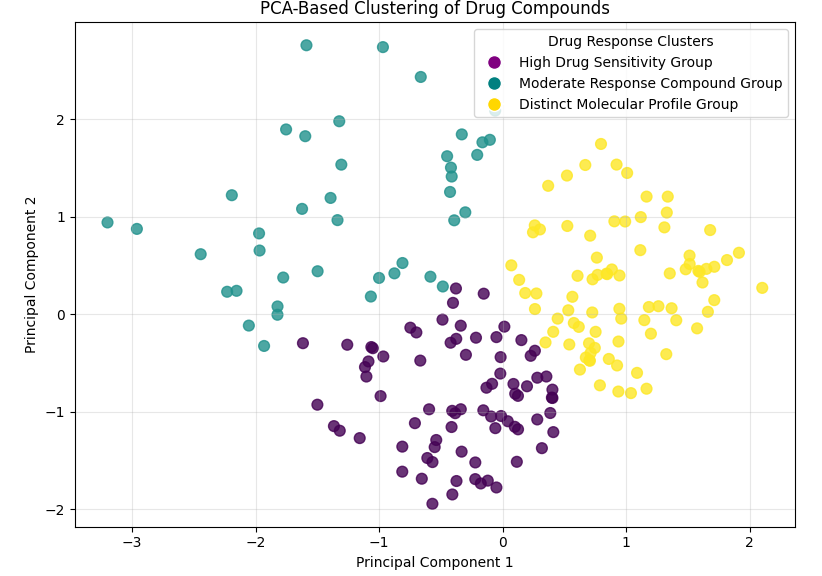 PCA-Based Clustering of Drug Compounds
Drug Response Clusters
High Drug Sensitivity Group
Moderate Response Compound Group
Distinct Molecular Profile Group
Principal Component 2
2
1
0
−1
−2
−3
−2
−1
0
1
2
Principal Component 1